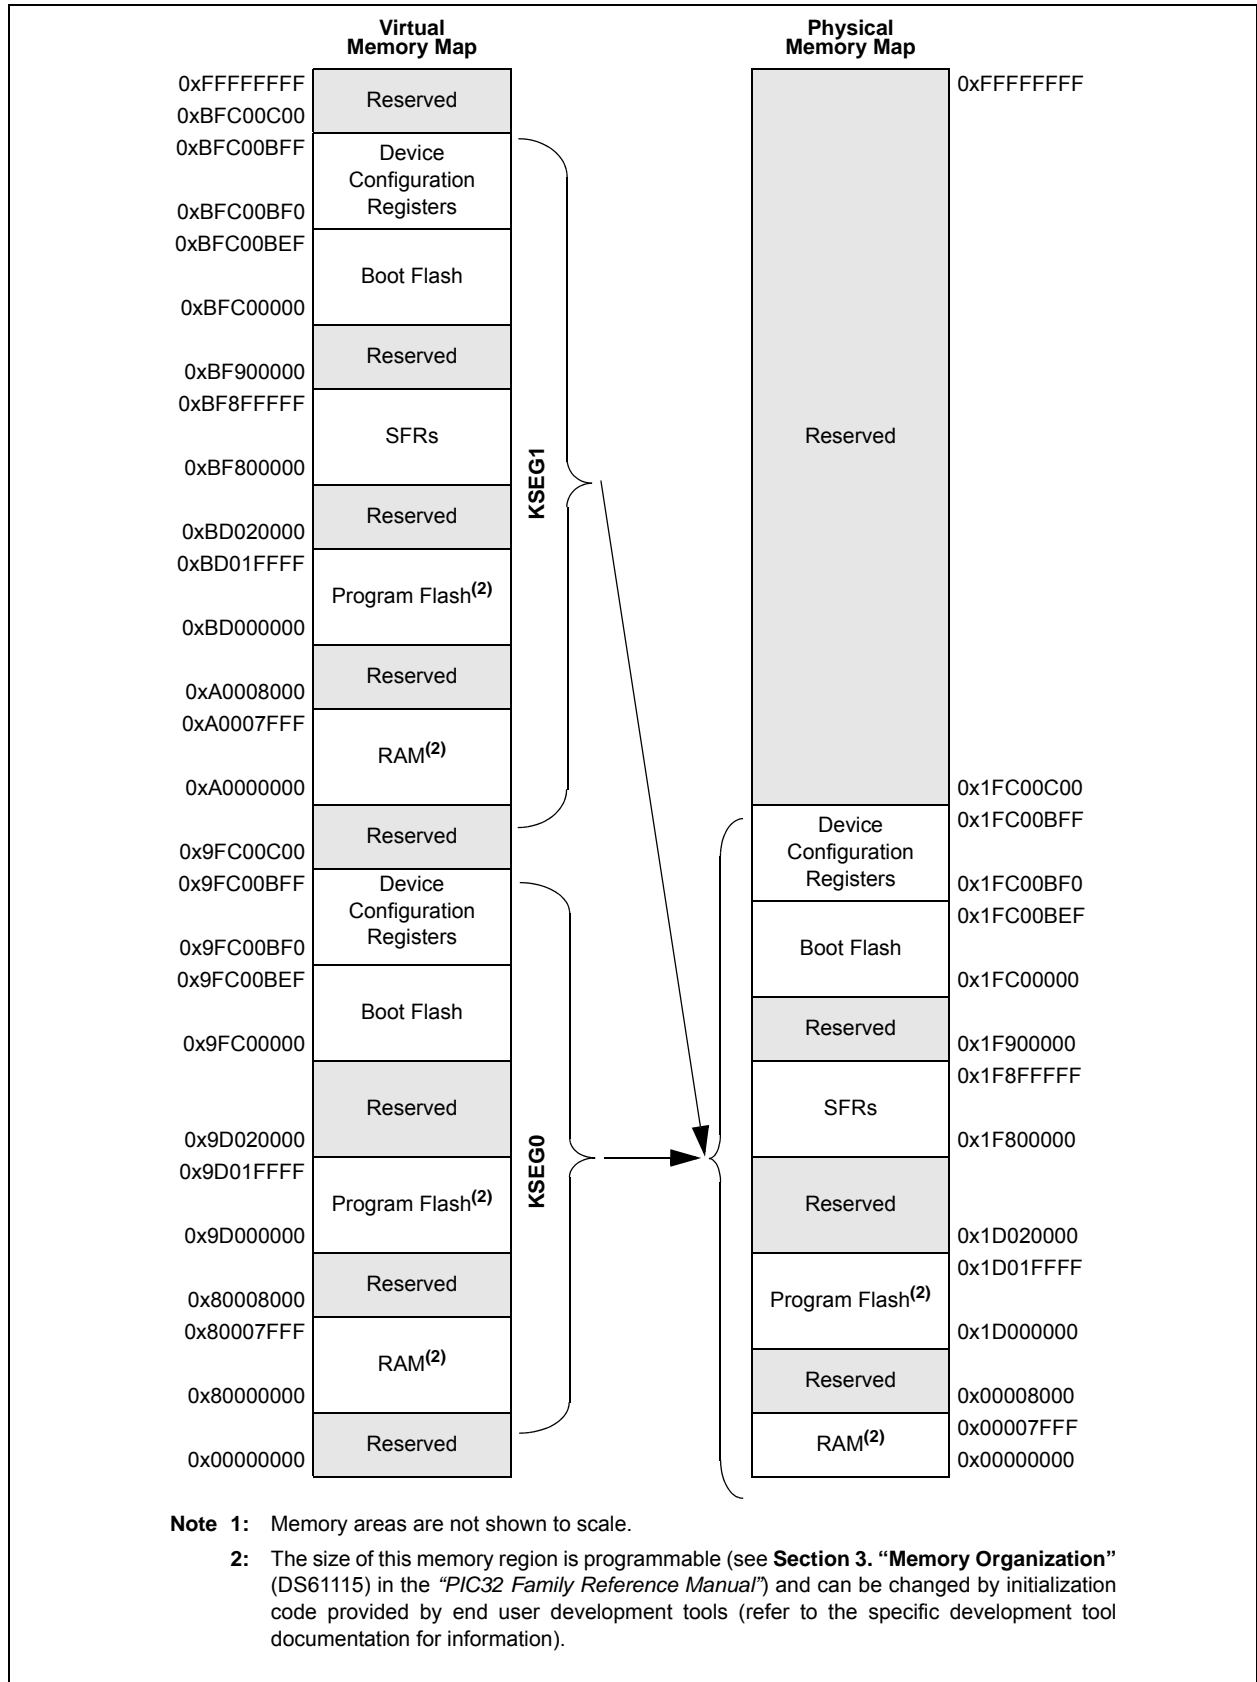 Virtual
Memory Map
Physical
Memory Map
0xFFFFFFFF
Reserved
0xBFC00C00
0xBFC00BFF
Device
Configuration
Registers
0xBFC00BF0
0xBFC00BEF
Boot Flash
0xBFC00000
Reserved
0xBF900000
0xBF8FFFFF
SFRs
0xBF800000
Reserved
0xBD020000
0xBD01FFFF
Program Flash(2)
0xBD000000
Reserved
0xA0008000
0xA0007FFF
RAM(2)
0xA0000000
Reserved
0x9FC00C00
0x9FC00BFF
Device
Configuration
Registers
0x9FC00BF0
0x9FC00BEF
Boot Flash
0x9FC00000
Reserved
0x9D020000
0x9D01FFFF
Program Flash(2)
0x9D000000
Reserved
0x80008000
0x80007FFF
RAM(2)
0x80000000
Reserved
0x00000000
KSEG1
KSEG0
0xFFFFFFFF
Reserved
0x1FC00C00
0x1FC00BFF
Device
Configuration
Registers
0x1FC00BF0
0x1FC00BEF
Boot Flash
0x1FC00000
Reserved
0x1F900000
0x1F8FFFFF
SFRs
0x1F800000
Reserved
0x1D020000
0x1D01FFFF
Program Flash(2)
0x1D000000
Reserved
0x00008000
0x00007FFF
RAM(2)
0x00000000
Note 1: Memory areas are not shown to scale.
2: The size of this memory region is programmable (see Section 3. “Memory Organization”
(DS61115) in the “PIC32 Family Reference Manual”) and can be changed by initialization
code provided by end user development tools (refer to the specific development tool
documentation for information).